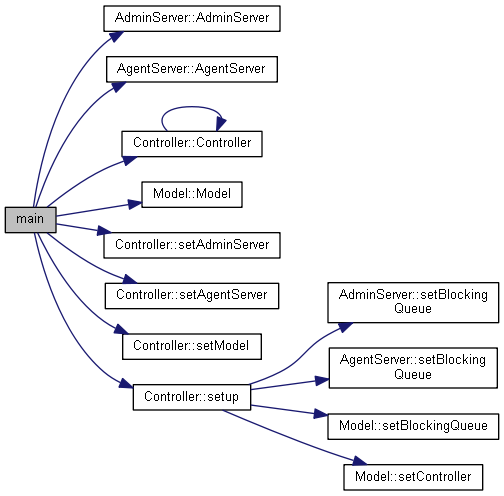 AdminServer::AdminServer
AgentServer::AgentServer
Controller::Controller
Model::Model
main
Controller::setAdminServer
Controller::setAgentServer
Controller::setModel
Controller::setup
AdminServer::setBlocking
Queue
AgentServer::setBlocking
Queue
Model::setBlockingQueue
Model::setController